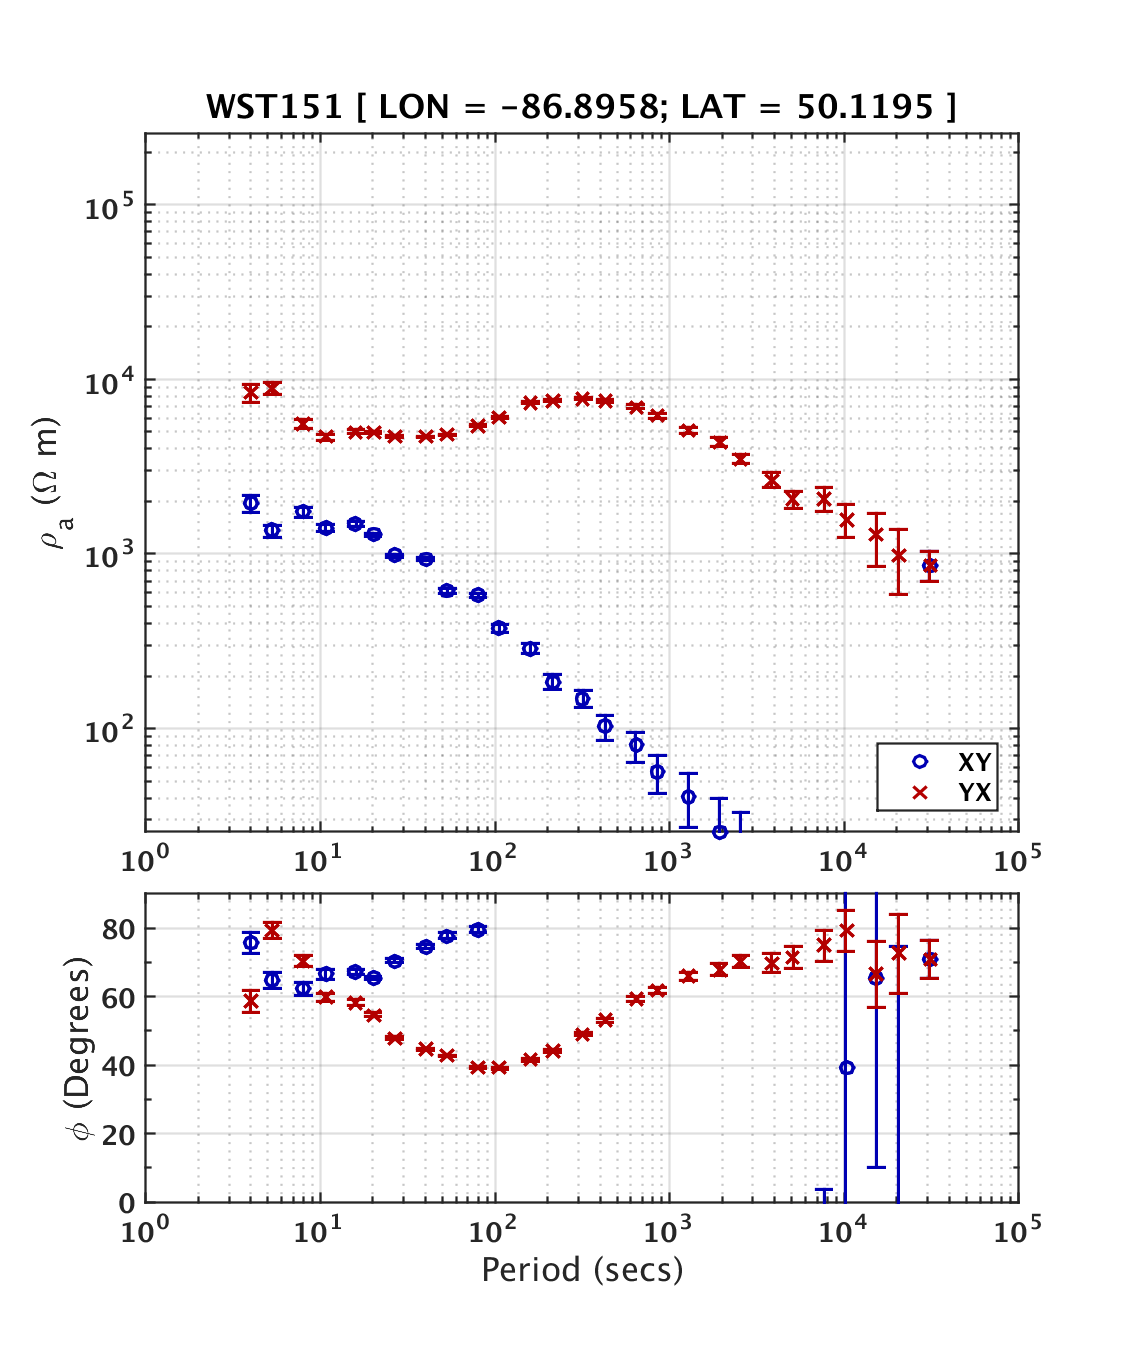 WST151 [ LON = -86.8958; LAT = 50.1195 ]
ρa (Ω m)
10^5
10^4
10^3
10^2
XY
YX
10^0 10^1 10^2 10^3 10^4 10^5
ϕ (Degrees)
80
60
40
20
0
10^0 10^1 10^2 10^3 10^4 10^5
Period (secs)